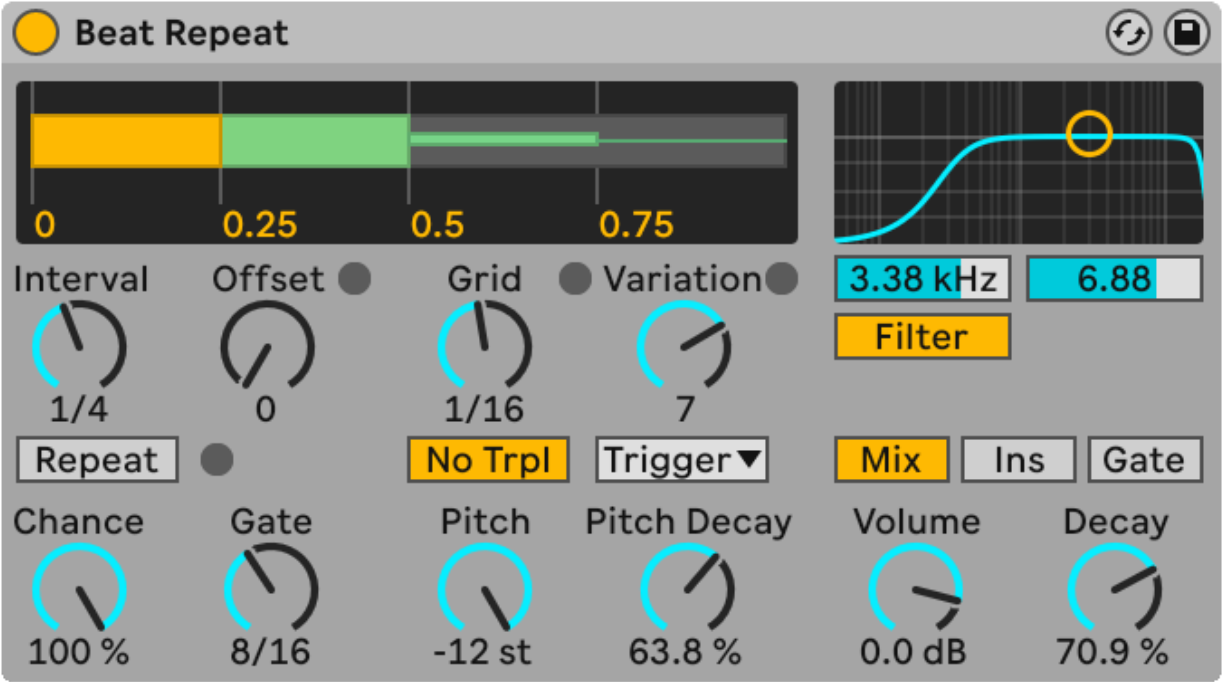 Beat Repeat
0 0.25 0.5 0.75
Interval Offset Grid Variation
3.38 kHz 6.88
Filter
1/4 0 1/16 7
Repeat No Trpl Trigger Mix Ins Gate
Chance Gate Pitch Pitch Decay Volume Decay
100 % 8/16 -12 st 63.8 % 0.0 dB 70.9 %